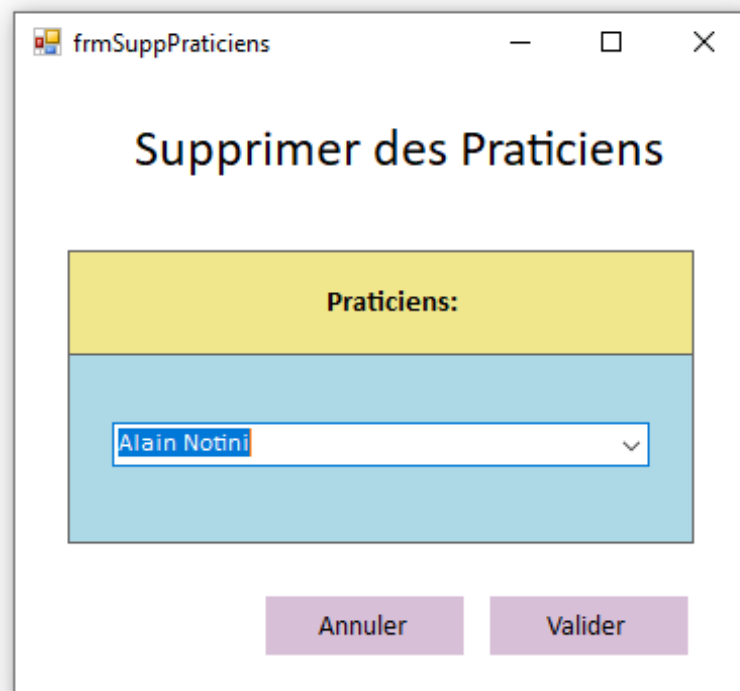 frmSuppPraticiens
Supprimer des Praticiens
Praticiens:
Alain Notini
Annuler Valider